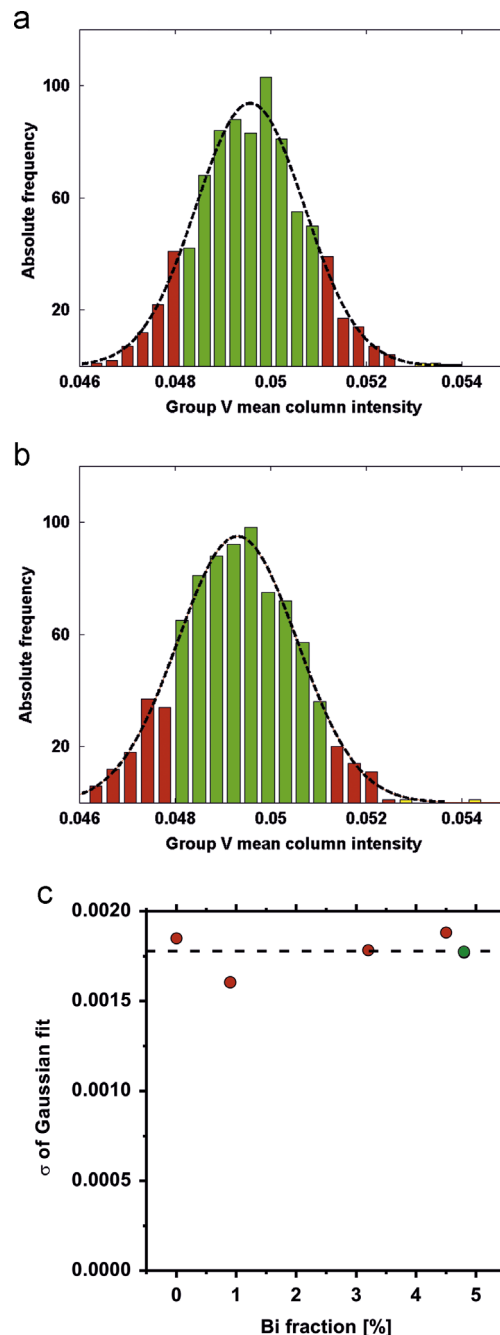 a
Absolute frequency
100
60
20
0.046 0.048 0.05 0.052 0.054
Group V mean column intensity
b
Absolute frequency
100
60
20
0.046 0.048 0.05 0.052 0.054
Group V mean column intensity
c
σ of Gaussian fit
0.0020
0.0015
0.0010
0.0005
0.0000
0 1 2 3 4 5
Bi fraction [%]